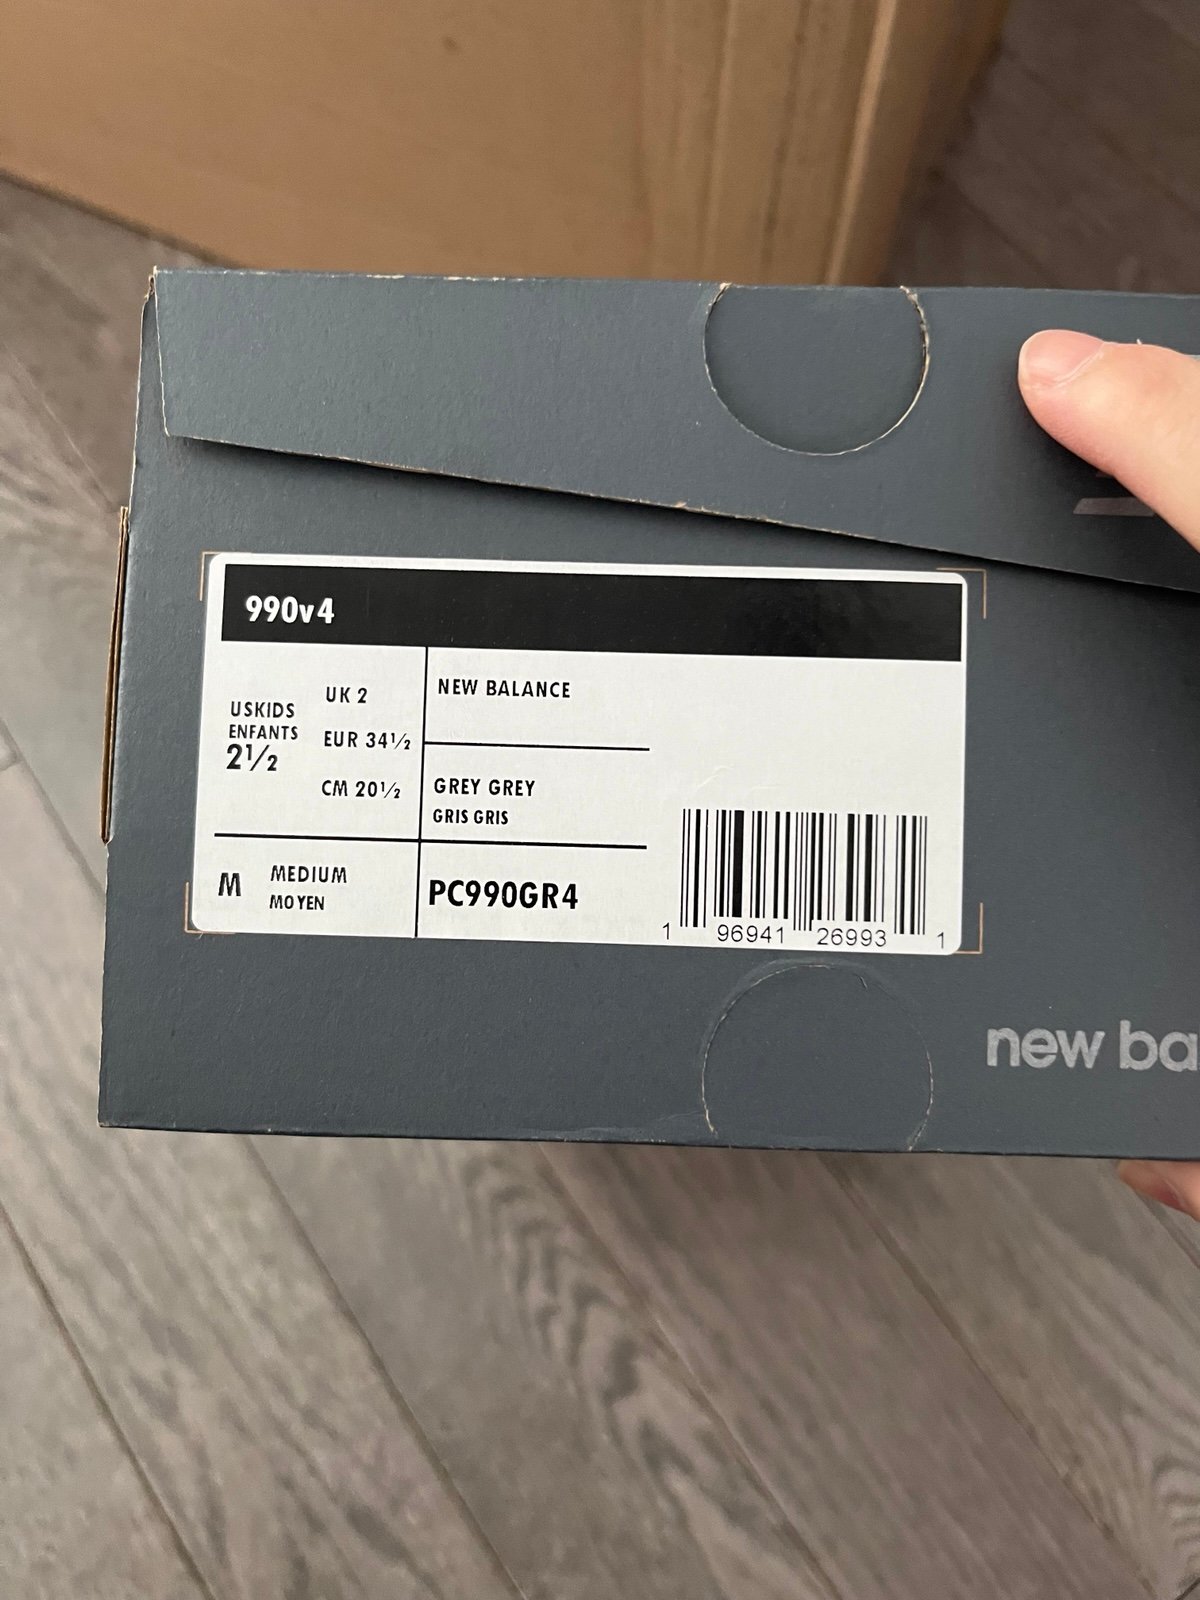 990v4
USKIDS
ENFANTS
2½
UK 2
EUR 34½
CM 20½
NEW BALANCE
GREY GREY
GRIS GRIS
M
MEDIUM
MOYEN
PC990GR4
1 96941 26993 1
new ba